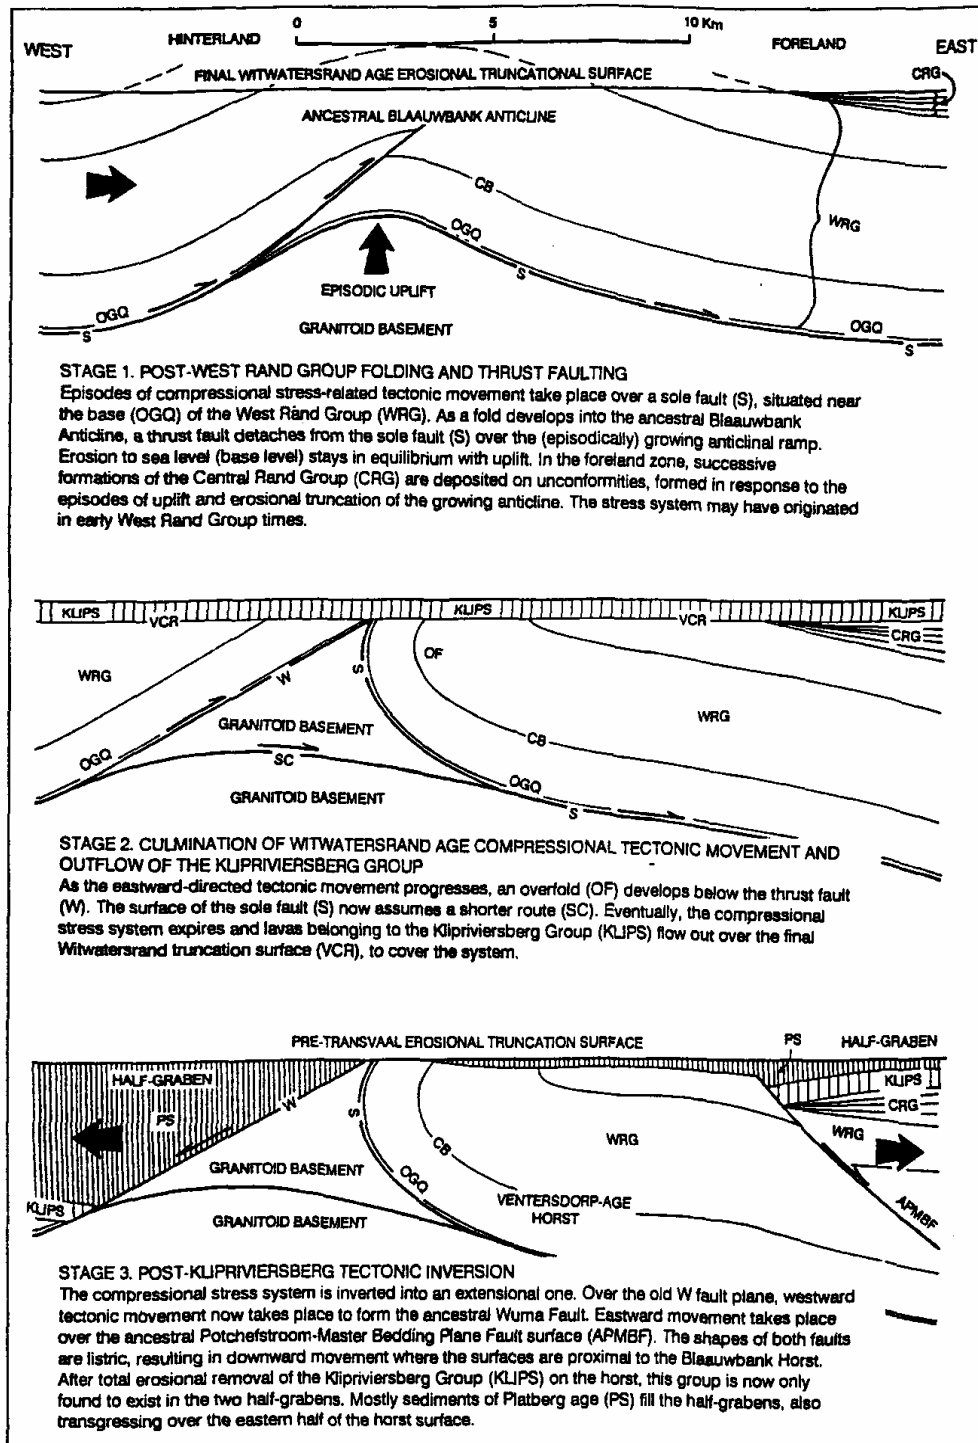 0 5 10 Km
WEST HINTERLAND FORELAND EAST
FINAL WITWATERSRAND AGE EROSIONAL TRUNCATIONAL SURFACE
CRG
ANCESTRAL BLAAUWBANK ANTICLINE
CB
OGQ
WRG
S
EPISODIC UPLIFT
OGQ
S
GRANITOID BASEMENT
OGQ
S
STAGE 1. POST-WEST RAND GROUP FOLDING AND THRUST FAULTING
Episodes of compressional stress-related tectonic movement take place over a sole fault (S), situated near
the base (OGQ) of the West Rand Group (WRG). As a fold develops into the ancestral Blaauwbank
Anticline, a thrust fault detaches from the sole fault (S) over the (episodically) growing anticlinal ramp.
Erosion to sea level (base level) stays in equilibrium with uplift. In the foreland zone, successive
formations of the Central Rand Group (CRG) are deposited on unconformities, formed in response to the
episodes of uplift and erosional truncation of the growing anticline. The stress system may have originated
in early West Rand Group times.
KLIPS VCR KLIPS VCR KLIPS
CRG
WRG
W
S
OF
WRG
GRANITOID BASEMENT
OGQ
SC
CB
GRANITOID BASEMENT
OGQ
S
STAGE 2. CULMINATION OF WITWATERSRAND AGE COMPRESSIONAL TECTONIC MOVEMENT AND
OUTFLOW OF THE KLIPRIVIERSBERG GROUP
As the eastward-directed tectonic movement progresses, an overfold (OF) develops below the thrust fault
(W). The surface of the sole fault (S) now assumes a shorter route (SC). Eventually, the compressional
stress system expires and lavas belonging to the Klipriviersberg Group (KLIPS) flow out over the final
Witwatersrand truncation surface (VCR), to cover the system.
PRE-TRANSVAAL EROSIONAL TRUNCATION SURFACE
PS HALF-GRABEN
HALF-GRABEN
KLIPS
CRG
W
S
PS
CB
WRG
WRG
GRANITOID BASEMENT
OGQ
VENTERSDORP-AGE
HORST
KLIPS
GRANITOID BASEMENT
APMBF
STAGE 3. POST-KLIPRIVIERSBERG TECTONIC INVERSION
The compressional stress system is inverted into an extensional one. Over the old W fault plane, westward
tectonic movement now takes place to form the ancestral Wuma Fault. Eastward movement takes place
over the ancestral Potchefstroom-Master Bedding Plane Fault surface (APMBF). The shapes of both faults
are listric, resulting in downward movement where the surfaces are proximal to the Blaauwbank Horst.
After total erosional removal of the Klipriviersberg Group (KLIPS) on the horst, this group is now only
found to exist in the two half-grabens. Mostly sediments of Platberg age (PS) fill the half-grabens, also
transgressing over the eastern half of the horst surface.